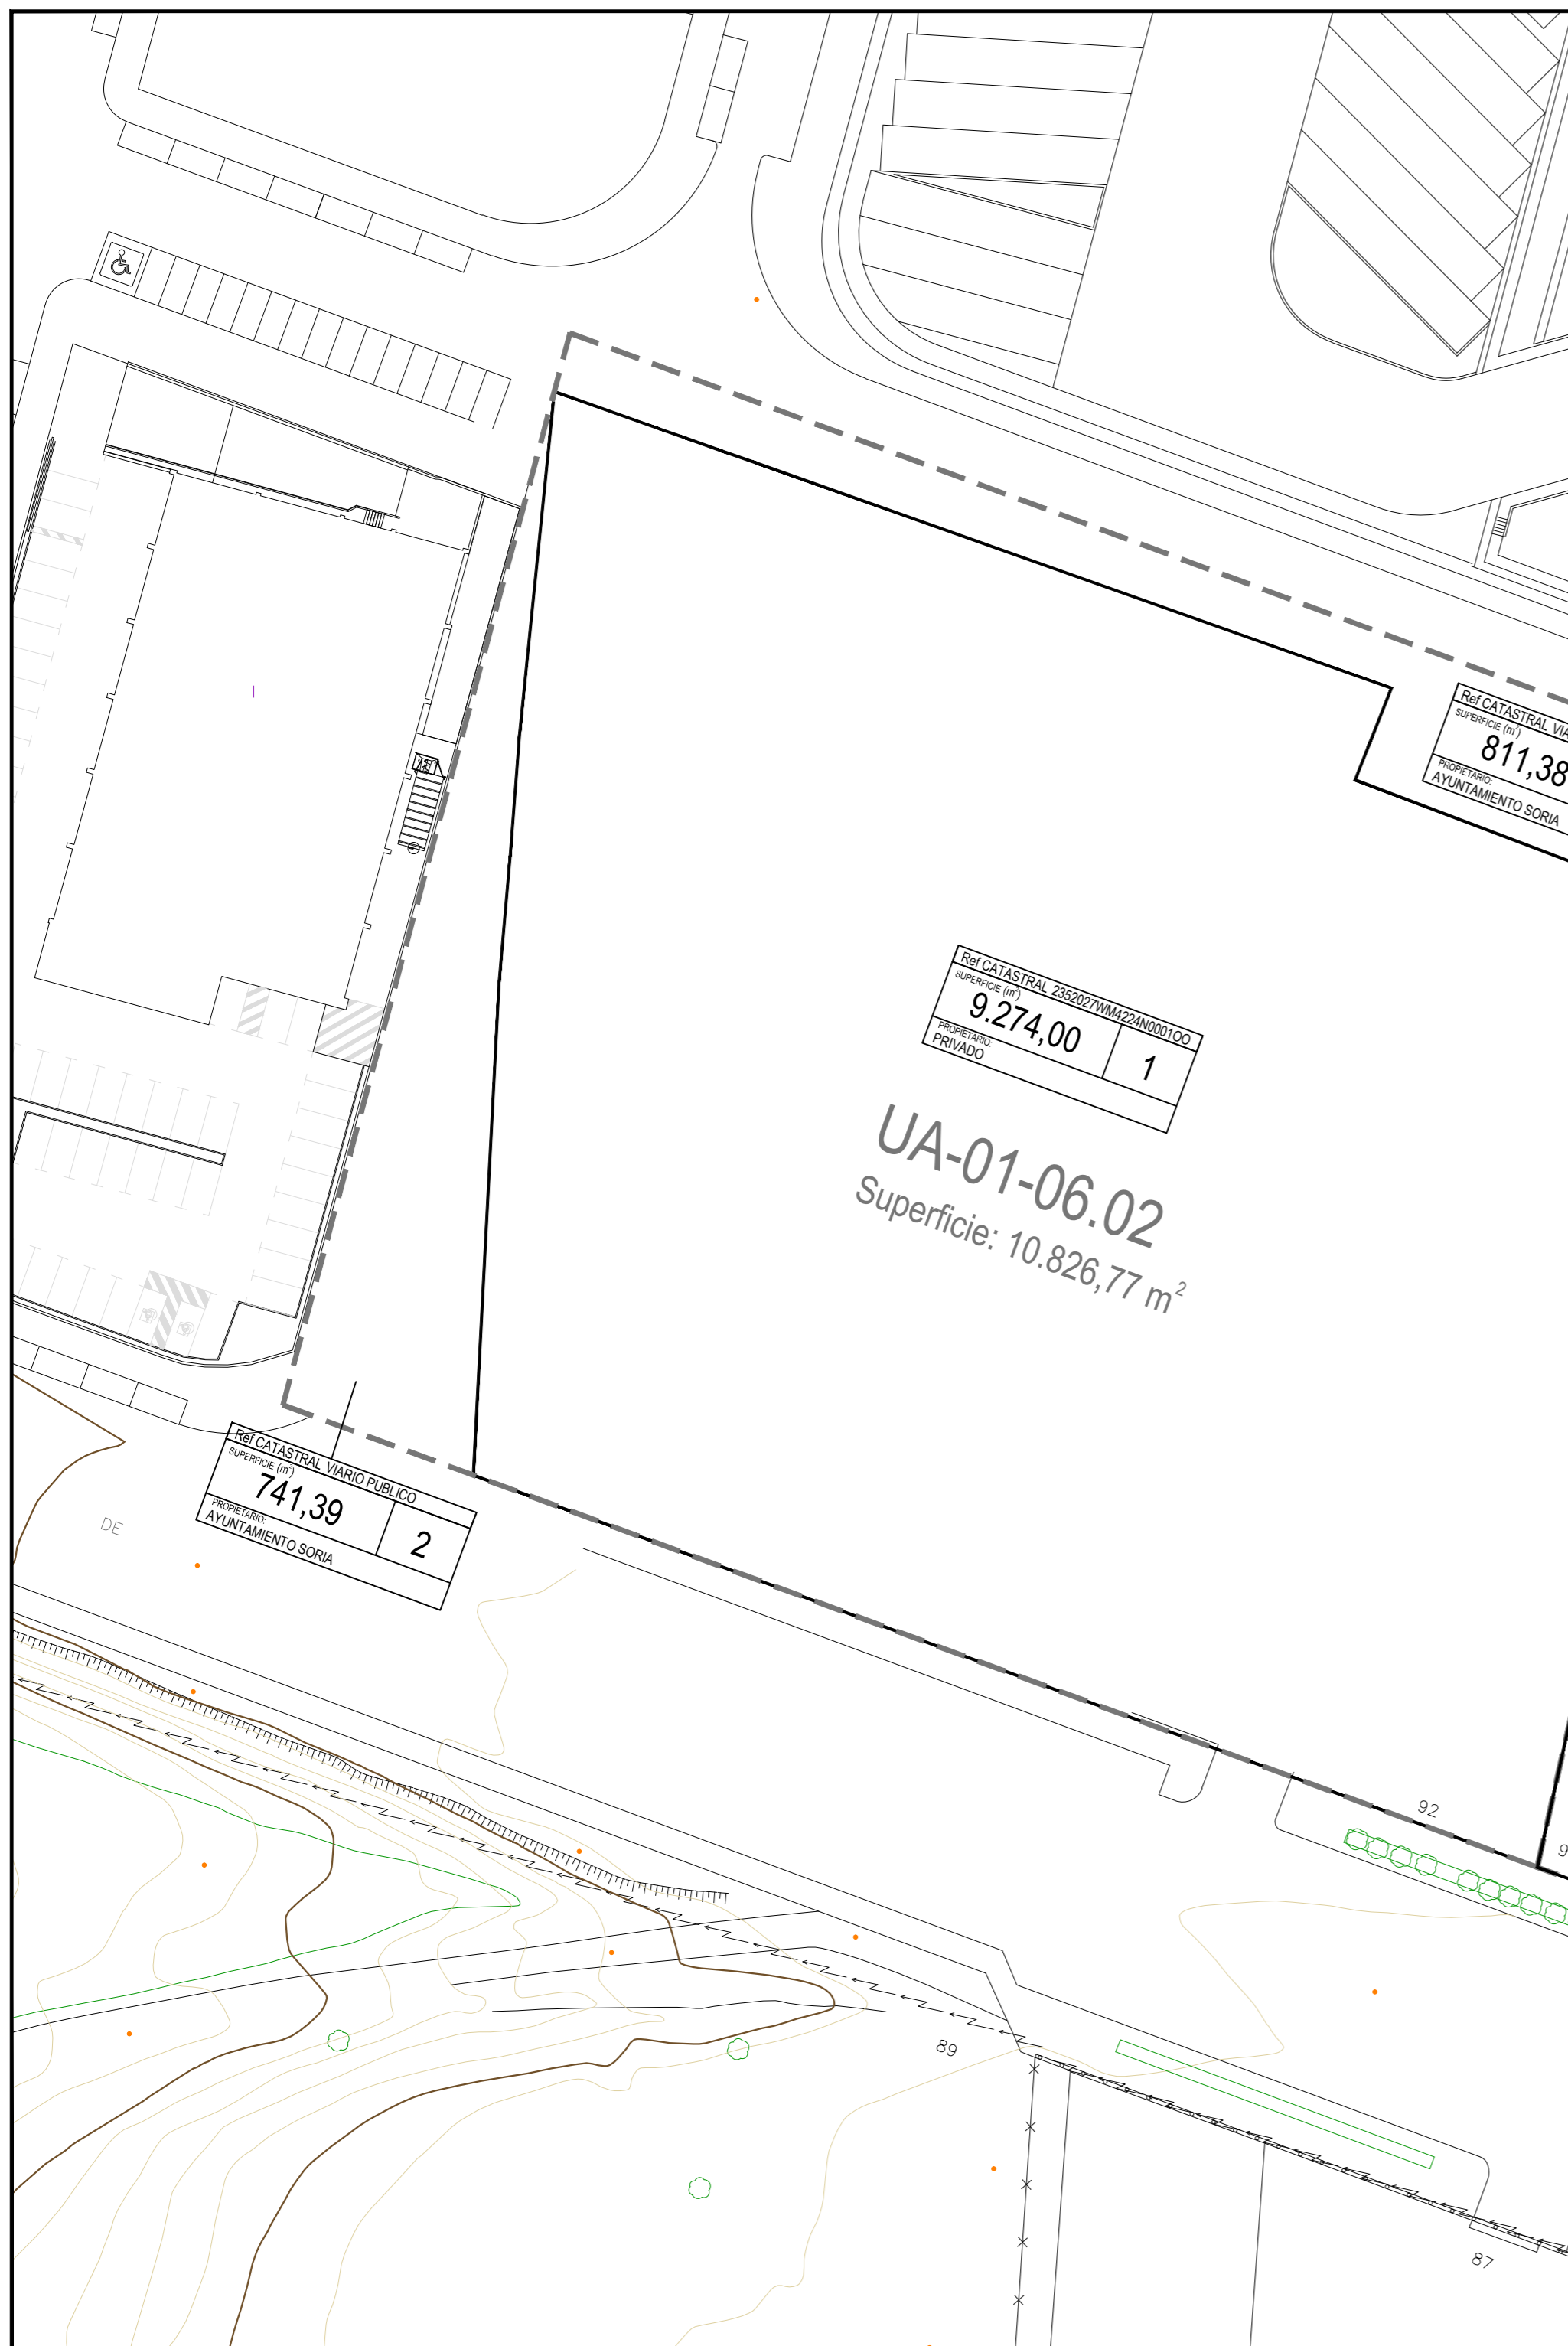 Ref CATASTRAL VIA
SUPERFICIE (m²)
811,38
PROPIETARIO:
AYUNTAMIENTO SORIA
Ref CATASTRAL 2352027WM4224N0001OO
SUPERFICIE (m²)
9.274,00
1
PROPIETARIO:
PRIVADO
UA-01-06.02
Superficie: 10.826,77 m²
Ref CATASTRAL VIARIO PUBLICO
SUPERFICIE (m²)
741,39
2
PROPIETARIO:
AYUNTAMIENTO SORIA
DE
92
9
89
87